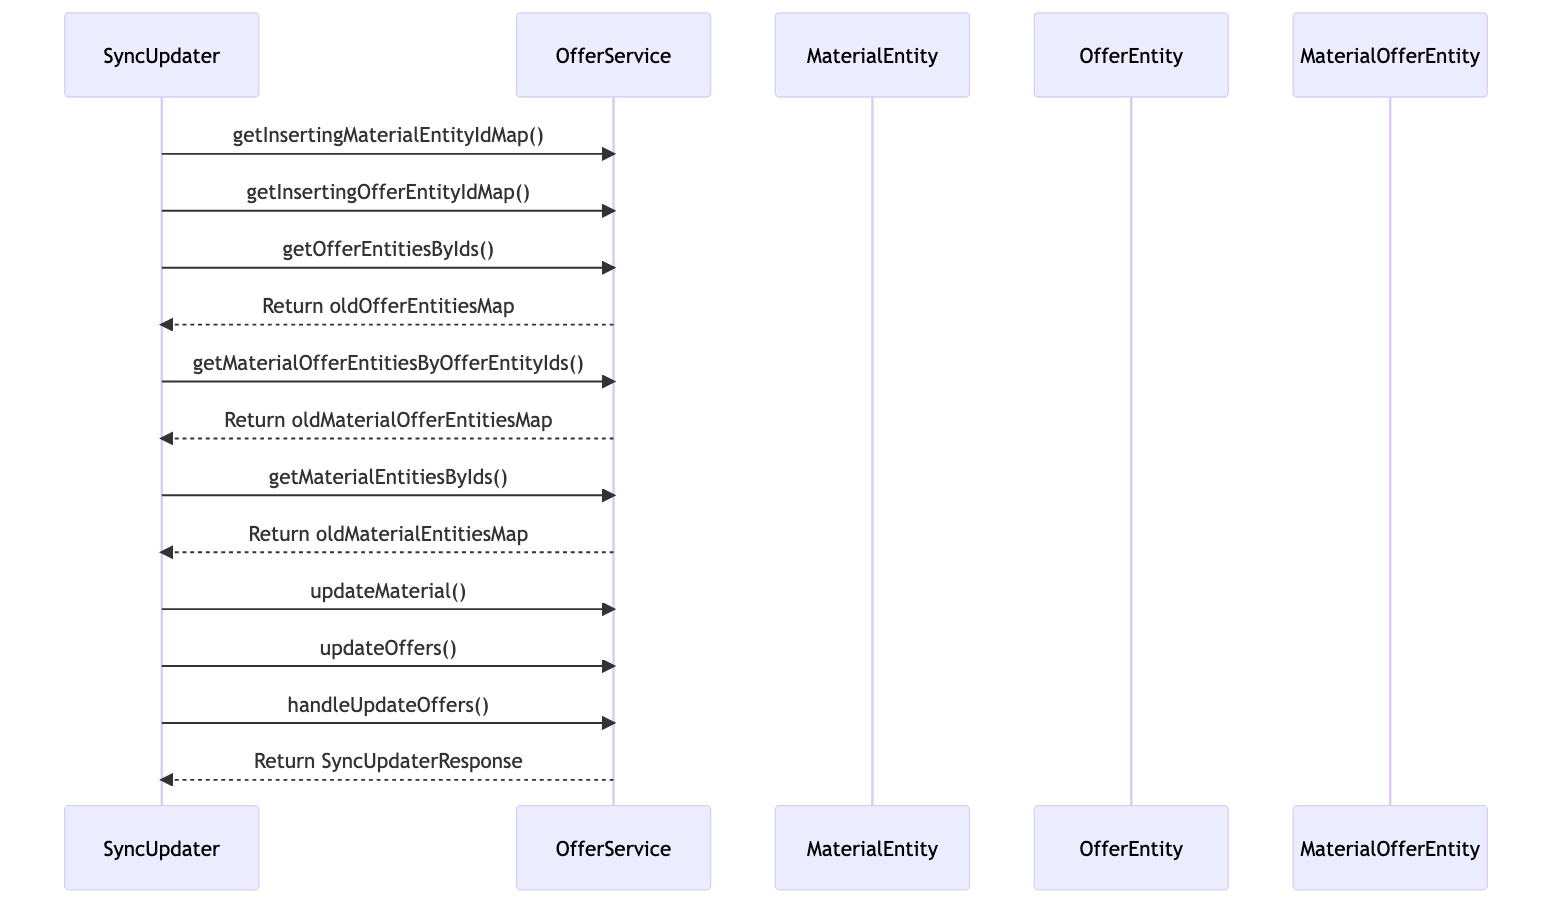 SyncUpdater
OfferService
MaterialEntity
OfferEntity
MaterialOfferEntity
getInsertingMaterialEntityIdMap()
getInsertingOfferEntityIdMap()
getOfferEntitiesByIds()
Return oldOfferEntitiesMap
getMaterialOfferEntitiesByOfferEntityIds()
Return oldMaterialOfferEntitiesMap
getMaterialEntitiesByIds()
Return oldMaterialEntitiesMap
updateMaterial()
updateOffers()
handleUpdateOffers()
Return SyncUpdaterResponse
SyncUpdater
OfferService
MaterialEntity
OfferEntity
MaterialOfferEntity